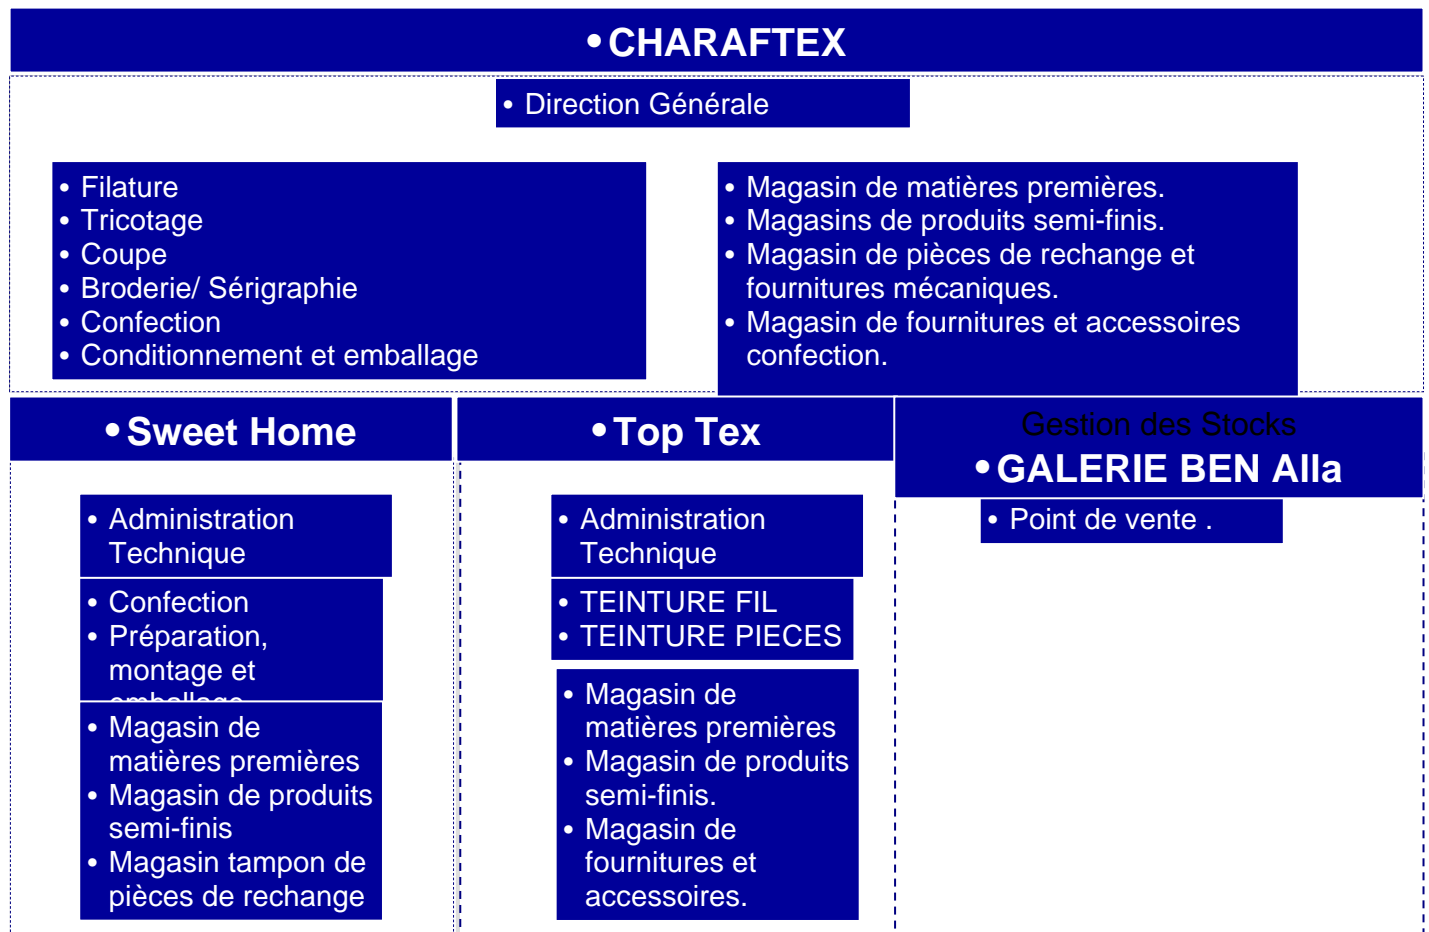 • CHARAFTEX
• Direction Générale
• Filature
• Tricotage
• Coupe
• Broderie/ Sérigraphie
• Confection
• Conditionnement et emballage
• Magasin de matières premières.
• Magasins de produits semi-finis.
• Magasin de pièces de rechange et
fournitures mécaniques.
• Magasin de fournitures et accessoires
confection.
• Sweet Home
• Administration
Technique
• Confection
• Préparation,
montage et
emballage
• Magasin de
matières premières
• Magasin de produits
semi-finis
• Magasin tampon de
pièces de rechange
• Top Tex
• Administration
Technique
• TEINTURE FIL
• TEINTURE PIECES
• Magasin de
matières premières
• Magasin de produits
semi-finis.
• Magasin de
fournitures et
accessoires.
Gestion des Stocks
• GALERIE BEN Alla
• Point de vente .